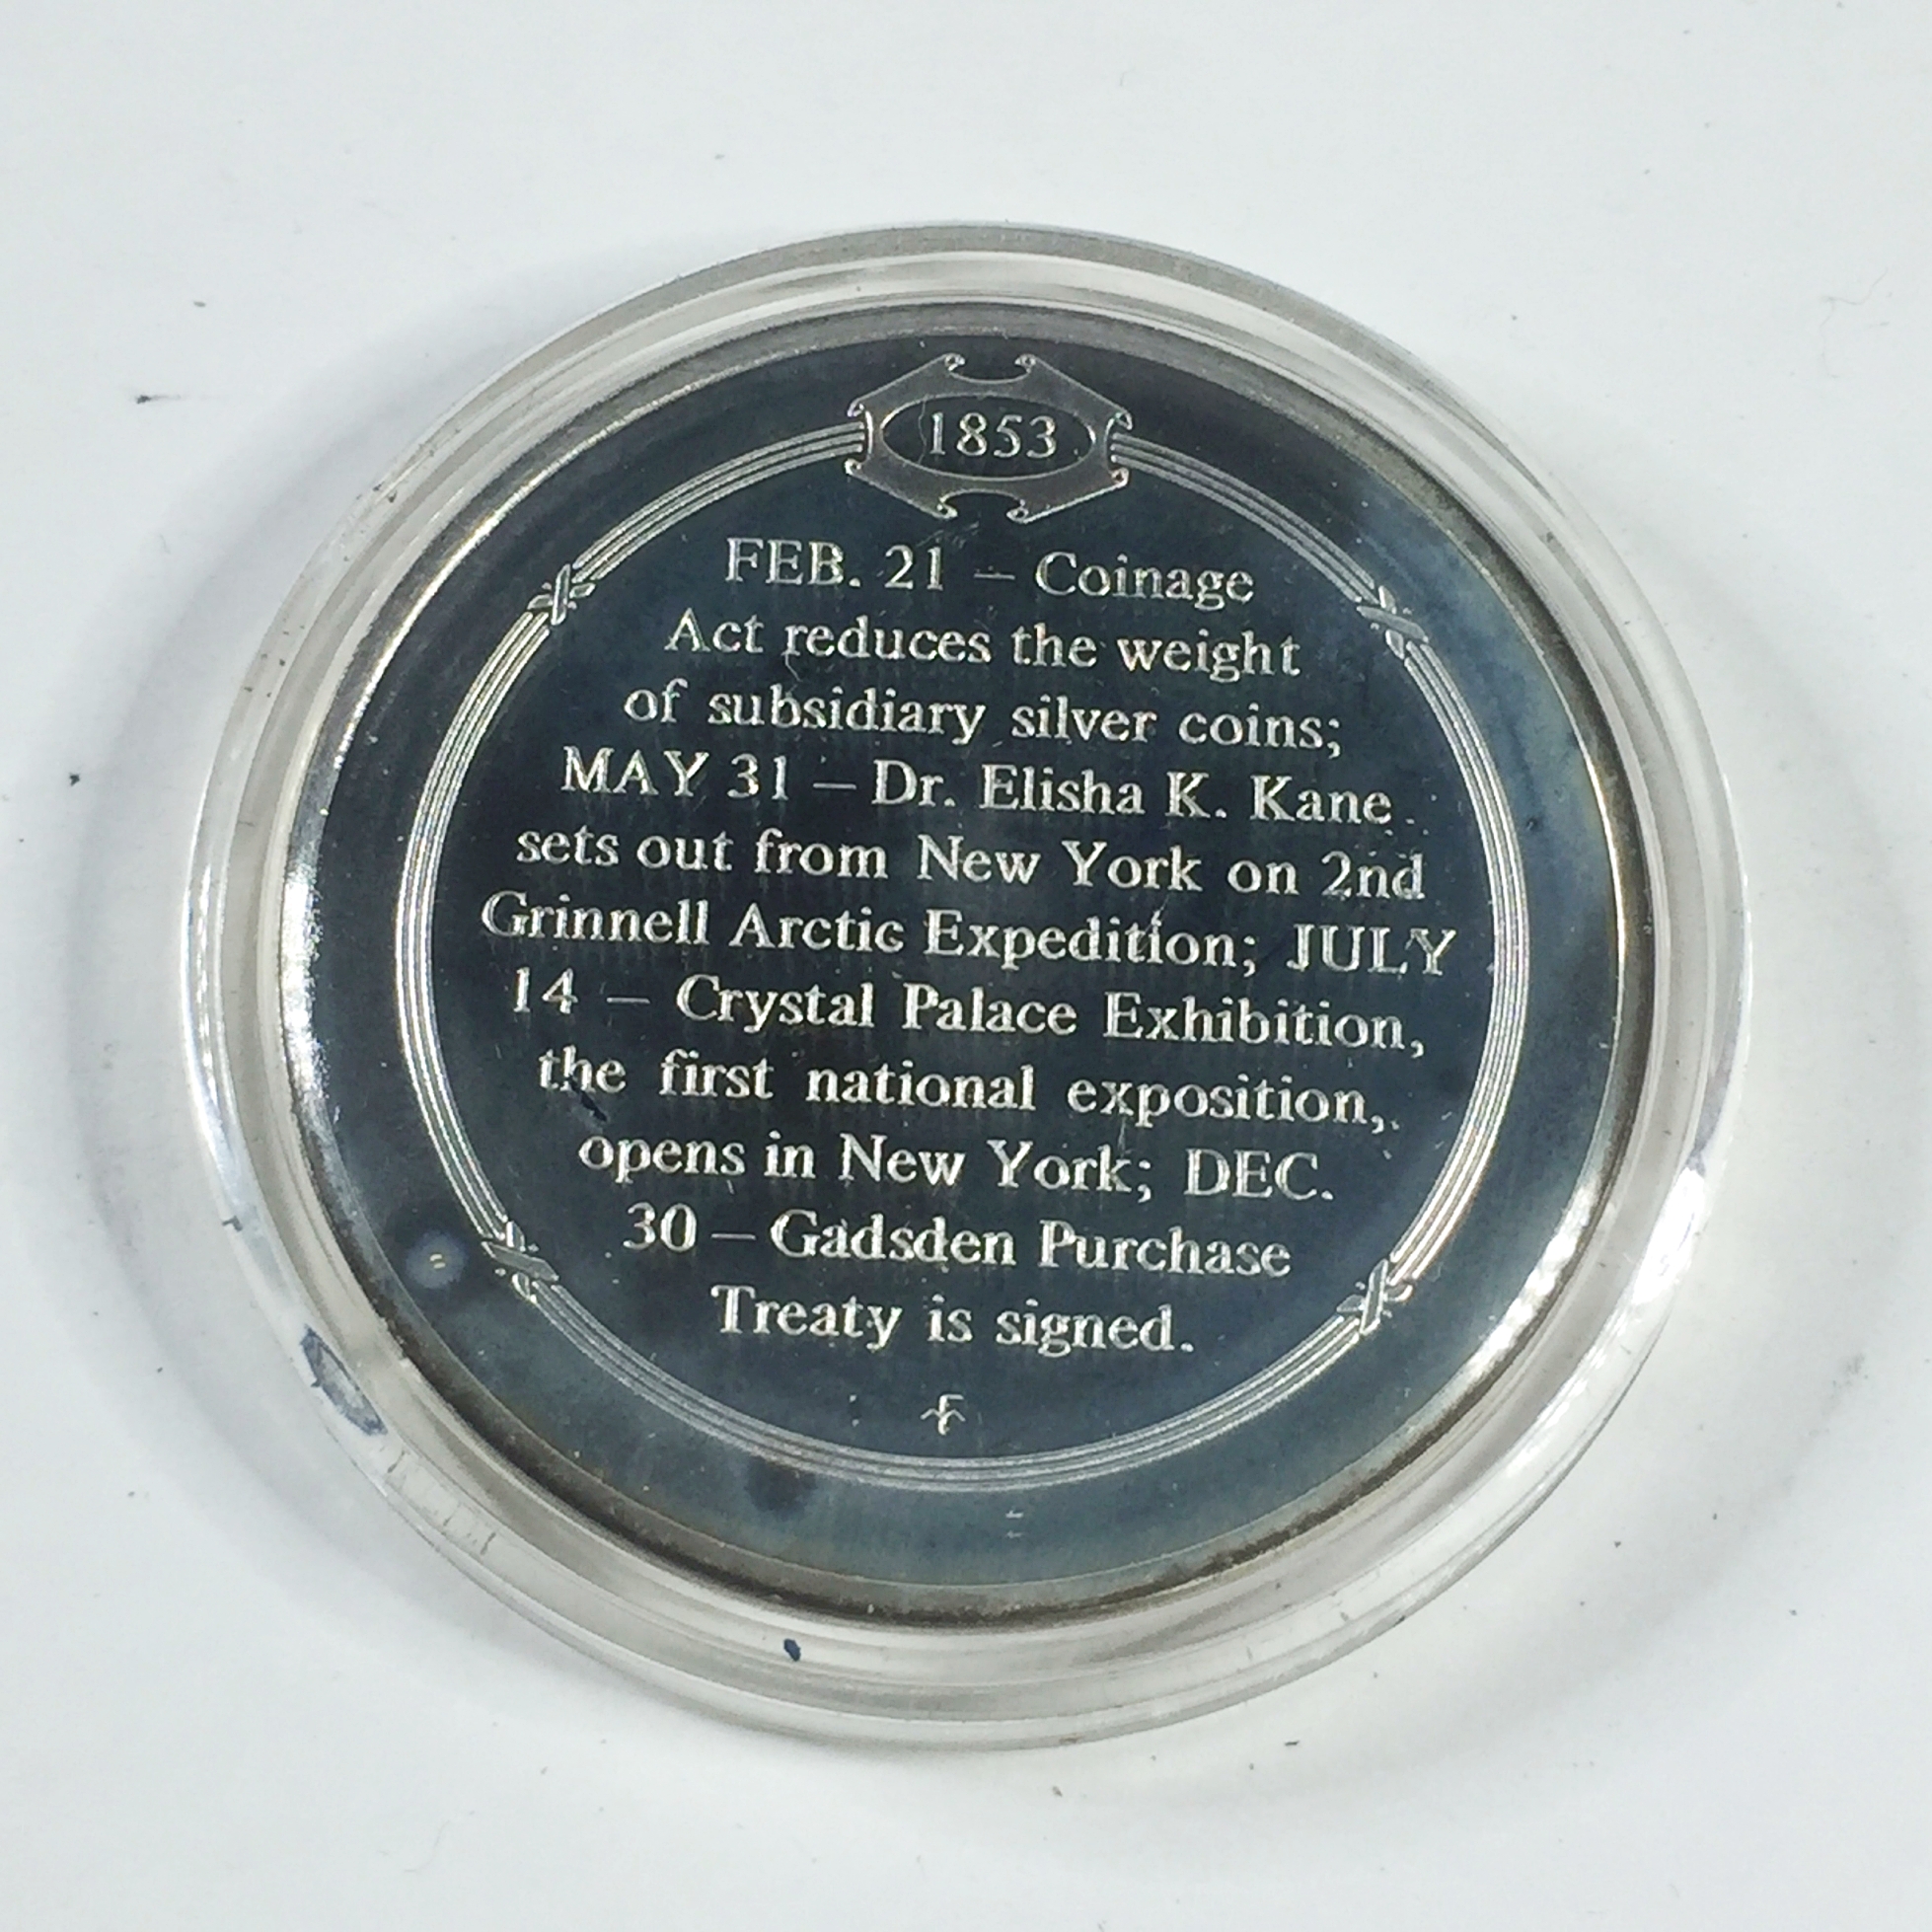 1853
FEB. 21 – Coinage
Act reduces the weight
of subsidiary silver coins;
MAY 31 – Dr. Elisha K. Kane
sets out from New York on 2nd
Grinnell Arctic Expedition; JULY
14 – Crystal Palace Exhibition,
the first national exposition,
opens in New York; DEC.
30 – Gadsden Purchase
Treaty is signed.
F